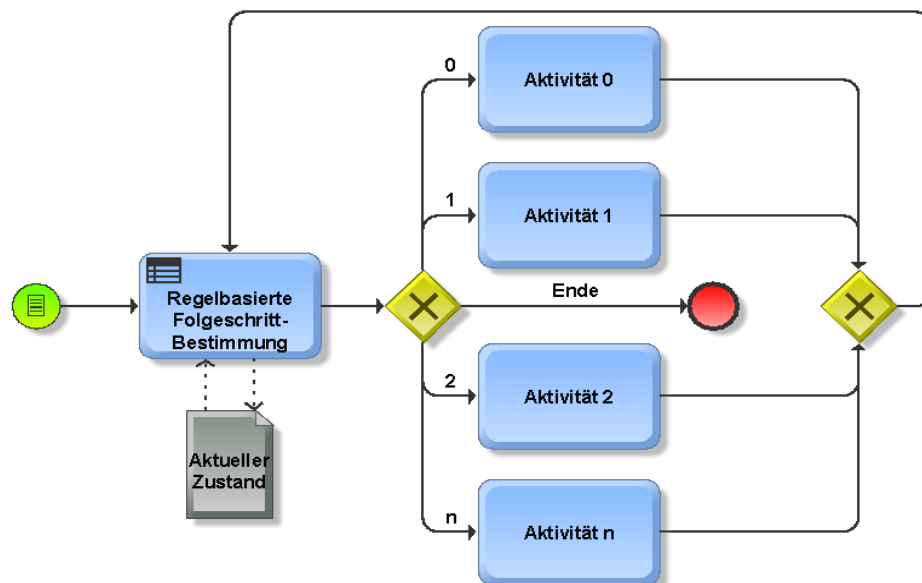 0
Aktivität 0
1
Aktivität 1
Regelbasierte
Folgeschritt-
Bestimmung
Ende
2
Aktivität 2
Aktueller
Zustand
n
Aktivität n